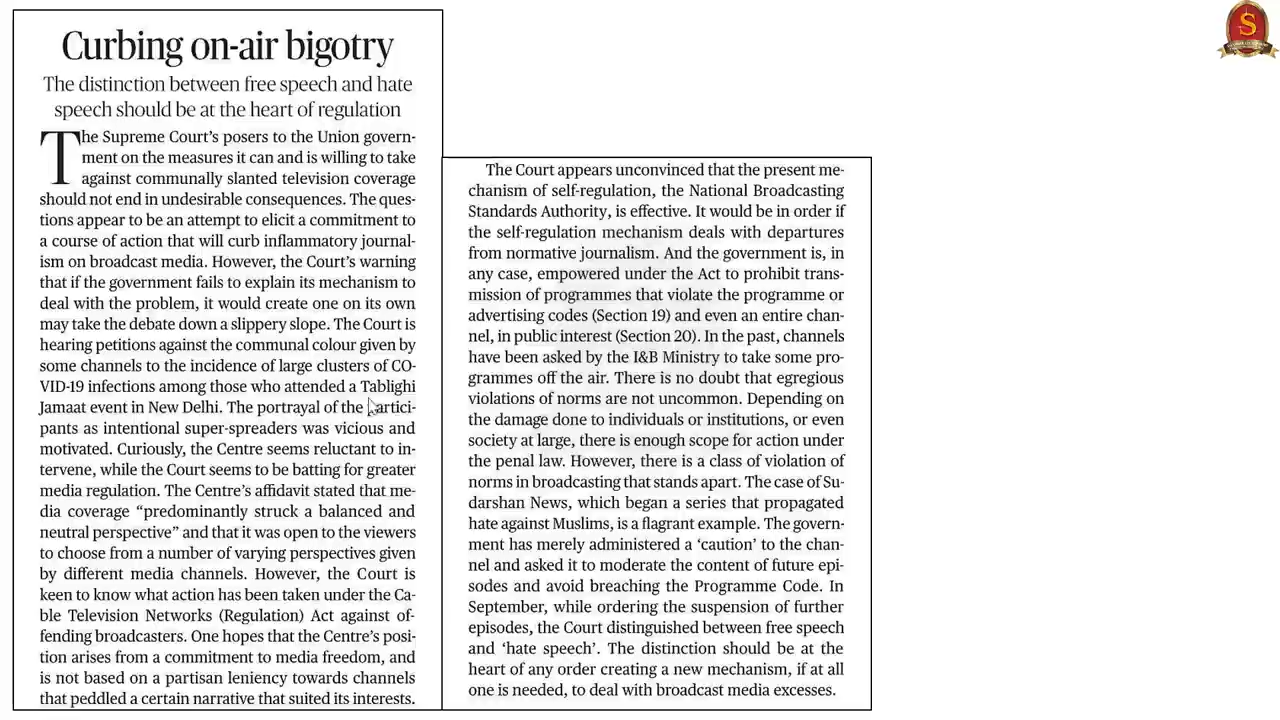 Curbing on-air bigotry
The distinction between free speech and hate
speech should be at the heart of regulation
The Supreme Court's posers to the Union govern-
ment on the measures it can and is willing to take
against communally slanted television coverage
should not end in undesirable consequences. The ques-
tions appear to be an attempt to elicit a commitment to
a course of action that will curb inflammatory journal-
ism on broadcast media. However, the Court's warning
that if the government fails to explain its mechanism to
deal with the problem, it would create one on its own
may take the debate down a slippery slope. The Court is
hearing petitions against the communal colour given by
some channels to the incidence of large clusters of CO-
VID-19 infections among those who attended a Tablighi
Jamaat event in New Delhi. The portrayal of the partici-
pants as intentional super-spreaders was vicious and
motivated. Curiously, the Centre seems reluctant to in-
tervene, while the Court seems to be batting for greater
media regulation. The Centre's affidavit stated that me-
dia coverage “predominantly struck a balanced and
neutral perspective” and that it was open to the viewers
to choose from a number of varying perspectives given
by different media channels. However, the Court is
keen to know what action has been taken under the Ca-
ble Television Networks (Regulation) Act against of-
fending broadcasters. One hopes that the Centre's posi-
tion arises from a commitment to media freedom, and
is not based on a partisan leniency towards channels
that peddled a certain narrative that suited its interests.
The Court appears unconvinced that the present me-
chanism of self-regulation, the National Broadcasting
Standards Authority, is effective. It would be in order if
the self-regulation mechanism deals with departures
from normative journalism. And the government is, in
any case, empowered under the Act to prohibit trans-
mission of programmes that violate the programme or
advertising codes (Section 19) and even an entire chan-
nel, in public interest (Section 20). In the past, channels
have been asked by the I&B Ministry to take some pro-
grammes off the air. There is no doubt that egregious
violations of norms are not uncommon. Depending on
the damage done to individuals or institutions, or even
society at large, there is enough scope for action under
the penal law. However, there is a class of violation of
norms in broadcasting that stands apart. The case of Su-
darshan News, which began a series that propagated
hate against Muslims, is a flagrant example. The govern-
ment has merely administered a ‘caution’ to the chan-
nel and asked it to moderate the content of future epi-
sodes and avoid breaching the Programme Code. In
September, while ordering the suspension of further
episodes, the Court distinguished between free speech
and ‘hate speech’. The distinction should be at the
heart of any order creating a new mechanism, if at all
one is needed, to deal with broadcast media excesses.
S